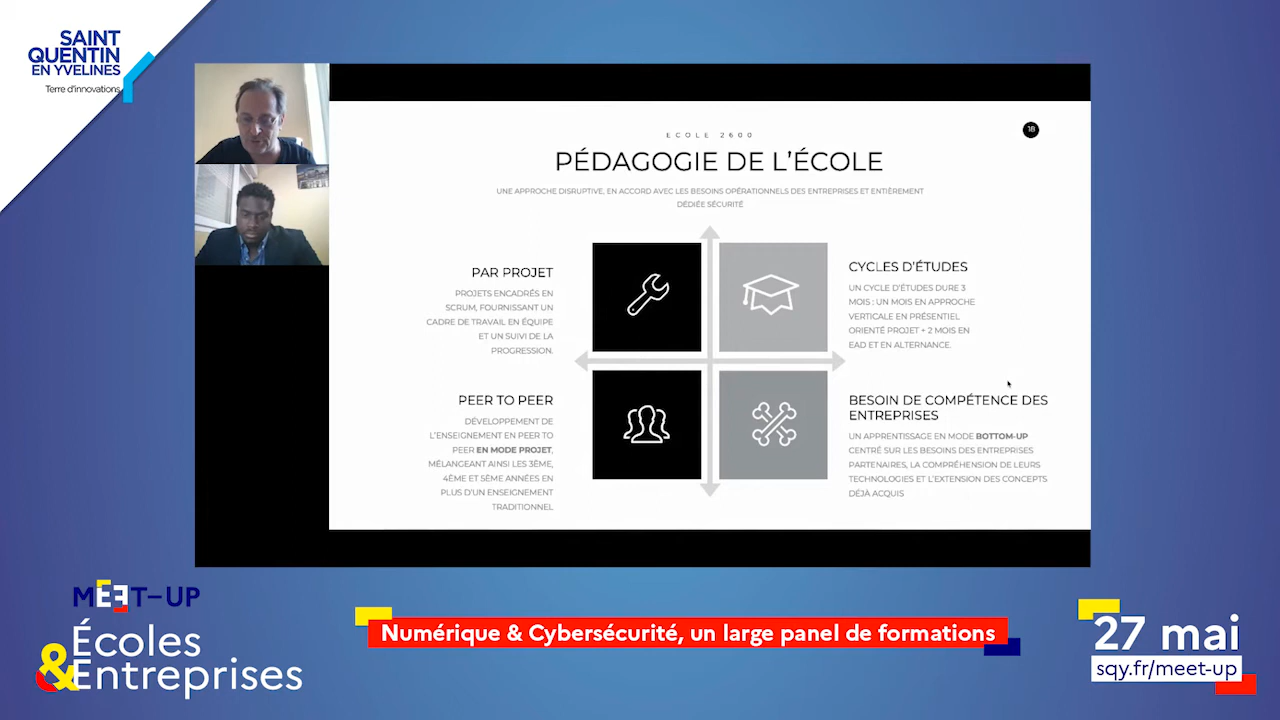 SAINT
QUENTIN
EN YVELINES
Terre d'innovations
ECOLE 2600
18
PÉDAGOGIE DE L'ÉCOLE
UNE APPROCHE DISRUPTIVE, EN ACCORD AVEC LES BESOINS OPÉRATIONNELS DES ENTREPRISES ET ENTIÈREMENT
DÉDIÉE SÉCURITÉ
PAR PROJET
PROJETS ENCADRÉS EN
SCRUM, FOURNISSANT UN
CADRE DE TRAVAIL EN ÉQUIPE
ET UN SUIVI DE LA
PROGRESSION.
CYCLES D'ÉTUDES
UN CYCLE D'ÉTUDES DURE 3
MOIS : UN MOIS EN APPROCHE
VERTICALE EN PRÉSENTIEL
ORIENTÉ PROJET + 2 MOIS EN
EAD ET EN ALTERNANCE.
PEER TO PEER
DÉVELOPPEMENT DE
L'ENSEIGNEMENT EN PEER TO
PEER EN MODE PROJET,
MÉLANGEANT AINSI LES 3ÈME,
4ÈME ET 5ÈME ANNÉES EN
PLUS D'UN ENSEIGNEMENT
TRADITIONNEL
BESOIN DE COMPÉTENCE DES
ENTREPRISES
UN APPRENTISSAGE EN MODE BOTTOM-UP
CENTRÉ SUR LES BESOINS DES ENTREPRISES
PARTENAIRES, LA COMPRÉHENSION DE LEURS
TECHNOLOGIES ET L'EXTENSION DES CONCEPTS
DÉJÀ ACQUIS
MEET-UP
Écoles
&Entreprises
Numérique & Cybersécurité, un large panel de formations
27 mai
sqy.fr/meet-up